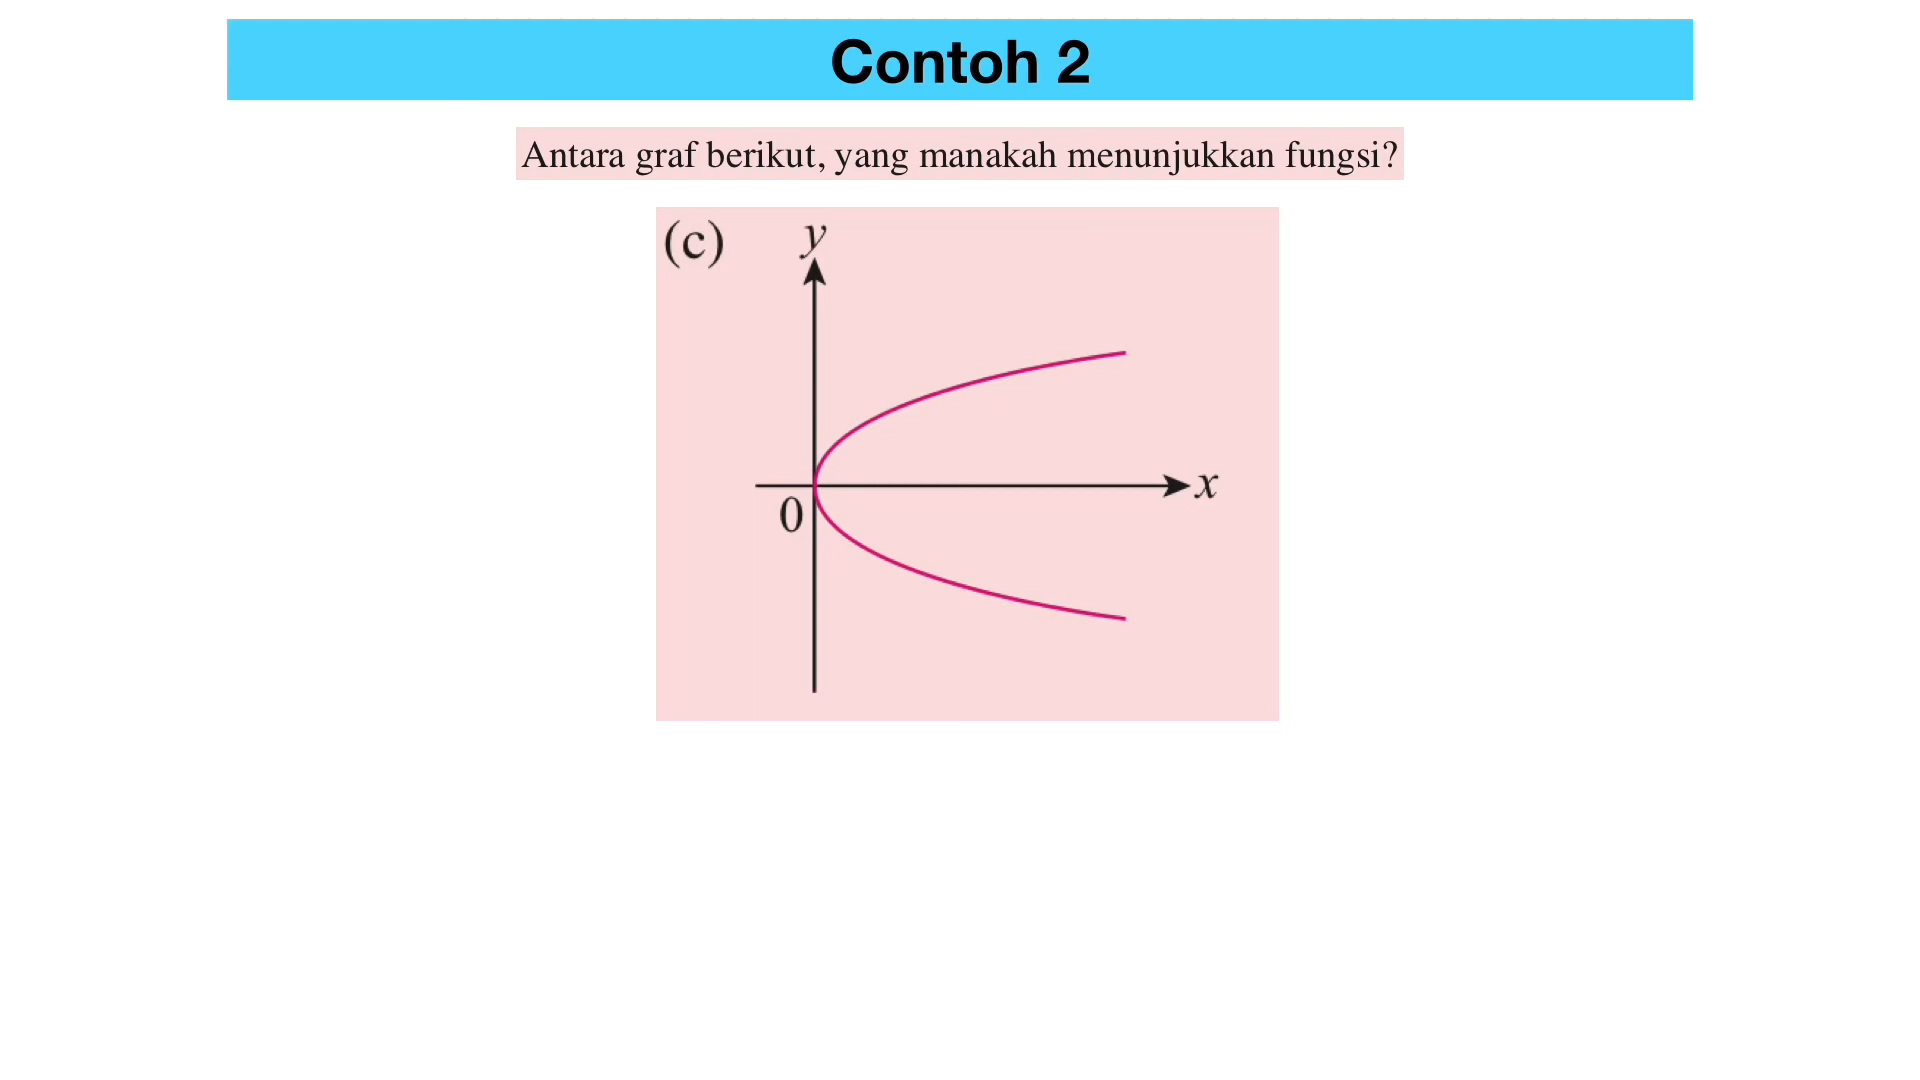 Contoh 2
Antara graf berikut, yang manakah menunjukkan fungsi?
(c)
y
x
0